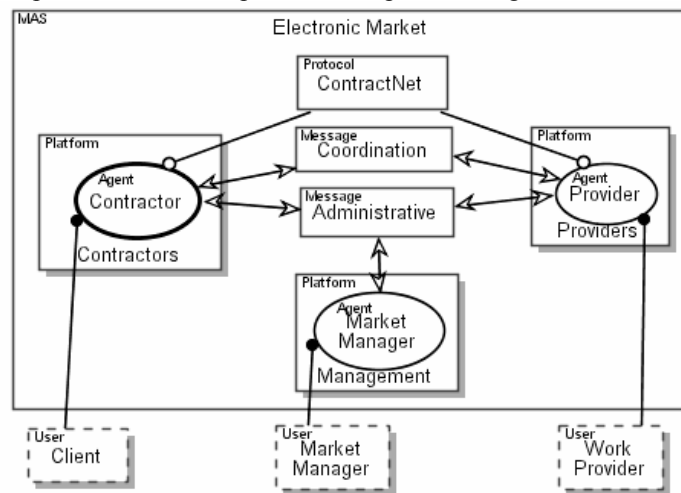 MAS
Electronic Market
Protocol
ContractNet
Platform
Message
Coordination
Platform
Agent
Contractor
Agent
Provider
Message
Administrative
Contractors
Providers
Platform
Agent
Market
Manager
Management
User
Client
User
Market
Manager
User
Work
Provider